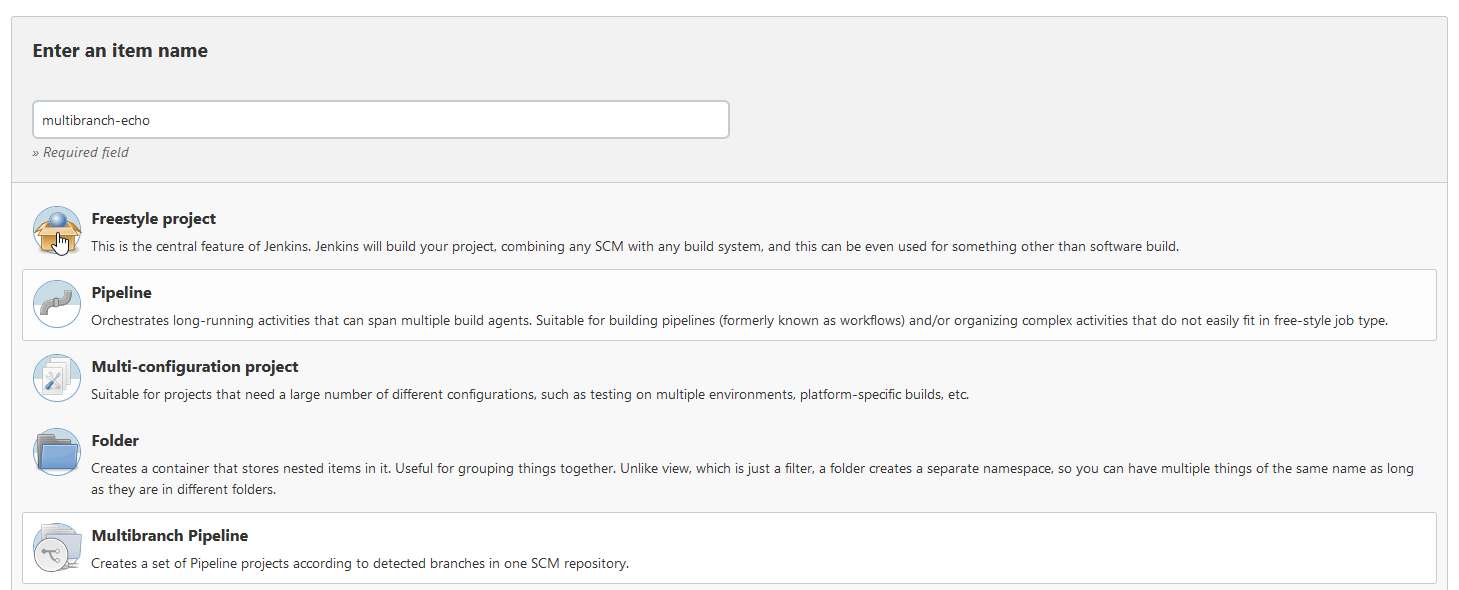 Enter an item name
multibranch-echo
» Required field
Freestyle project
This is the central feature of Jenkins. Jenkins will build your project, combining any SCM with any build system, and this can be even used for something other than software build.
Pipeline
Orchestrates long-running activities that can span multiple build agents. Suitable for building pipelines (formerly known as workflows) and/or organizing complex activities that do not easily fit in free-style job type.
Multi-configuration project
Suitable for projects that need a large number of different configurations, such as testing on multiple environments, platform-specific builds, etc.
Folder
Creates a container that stores nested items in it. Useful for grouping things together. Unlike view, which is just a filter, a folder creates a separate namespace, so you can have multiple things of the same name as long
as they are in different folders.
Multibranch Pipeline
Creates a set of Pipeline projects according to detected branches in one SCM repository.